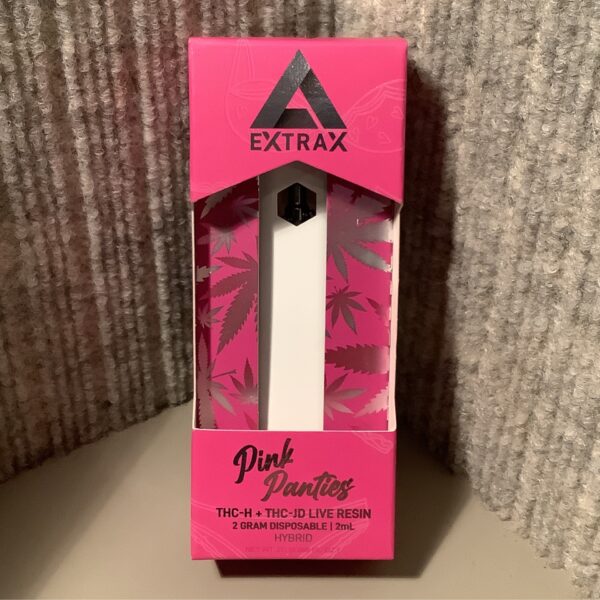 EXTRAX
Pink
Panties
THC-H + THC-JD LIVE RESIN
2 GRAM DISPOSABLE | 2mL
HYBRID